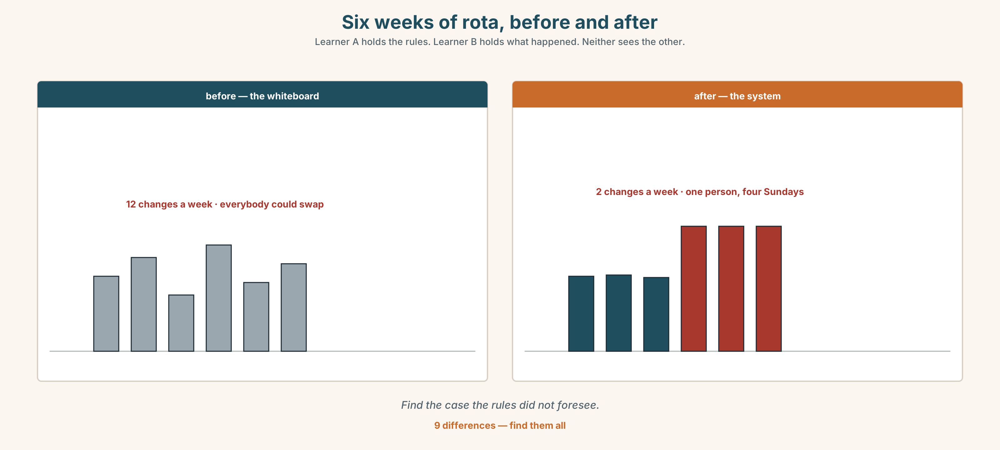 Six weeks of rota, before and after
Learner A holds the rules. Learner B holds what happened. Neither sees the other.
before — the whiteboard
12 changes a week · everybody could swap
after — the system
2 changes a week · one person, four Sundays
Find the case the rules did not foresee.
9 differences — find them all